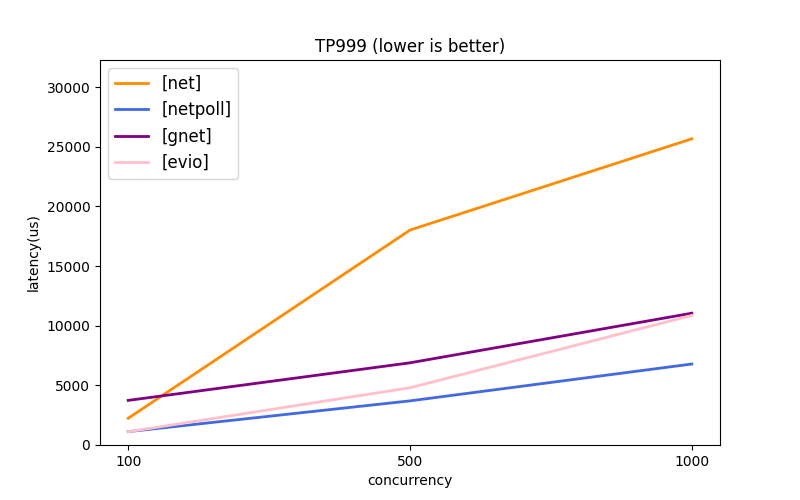 TP999 (lower is better)
[net]
[netpoll]
[gnet]
[evio]
30000
25000
20000
15000
10000
5000
0
latency(us)
100
500
1000
concurrency